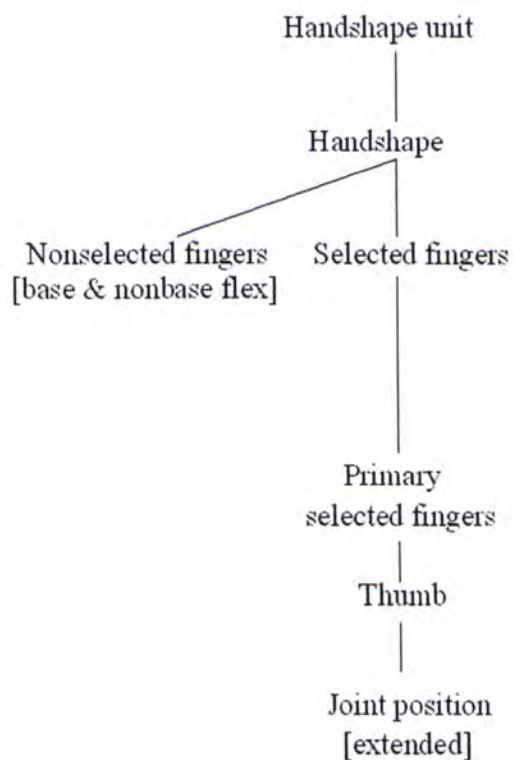 Handshape unit
Handshape
Nonselected fingers
[base & nonbase flex]
Selected fingers
Primary
selected fingers
Thumb
Joint position
[extended]